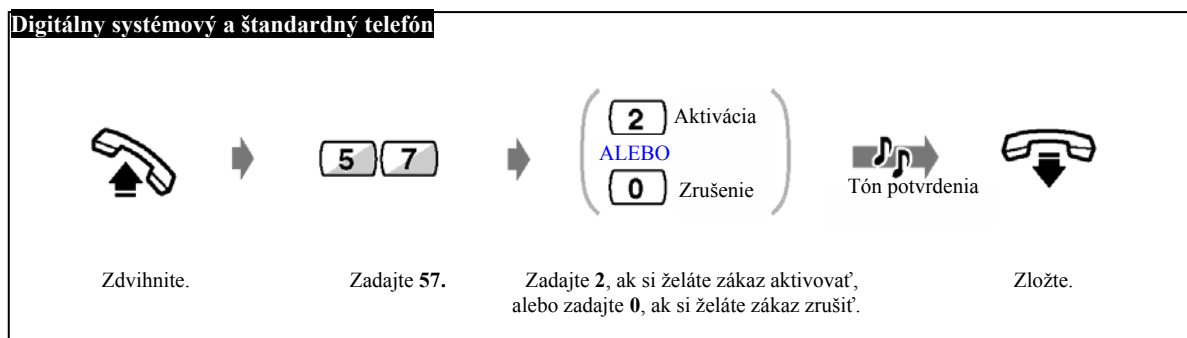 Digitálny systémový a štandardný telefón
5 7
2 Aktivácia
ALEBO
0 Zrušenie
Tón potvrdenia
Zdvihnite.
Zadajte 57.
Zadajte 2, ak si želáte zákaz aktivovať,
alebo zadajte 0, ak si želáte zákaz zrušiť.
Zložte.